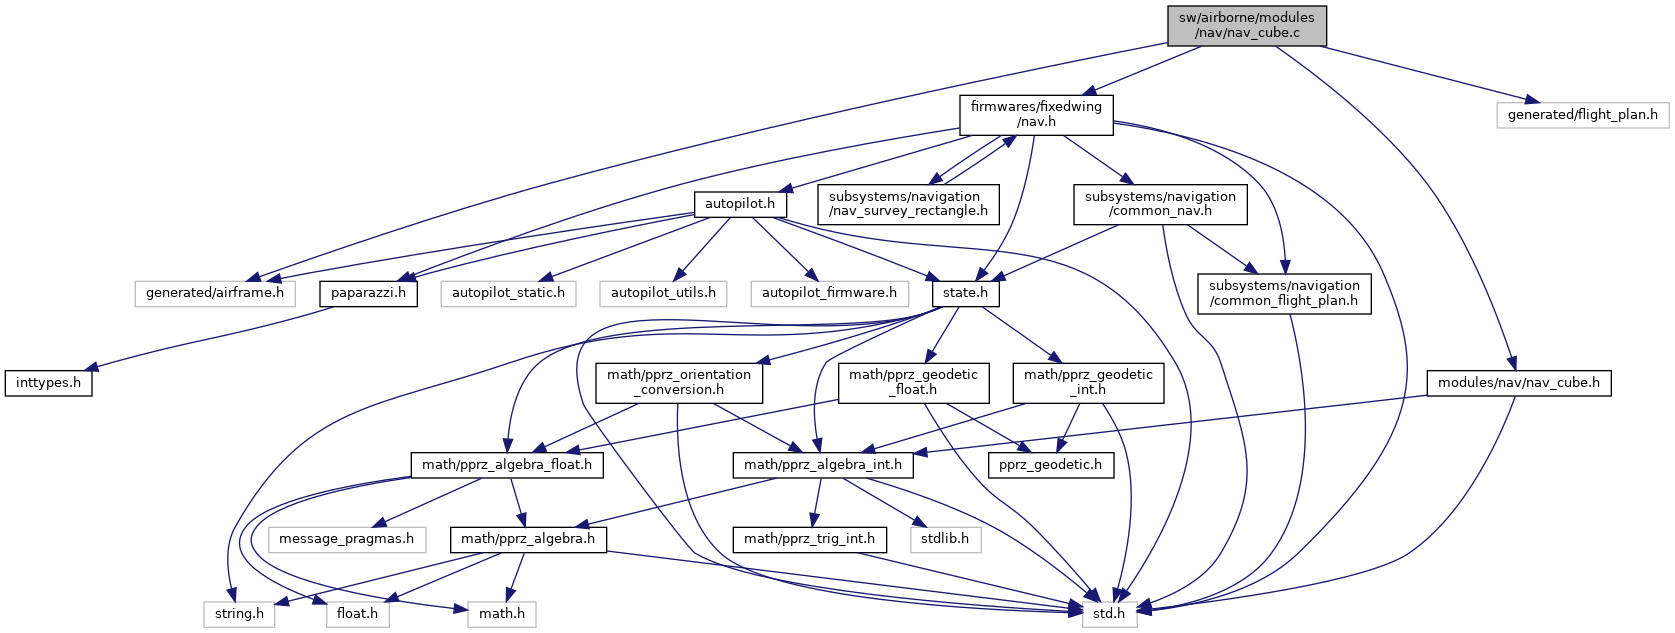 sw/airborne/modules
/nav/nav_cube.c
firmwares/fixedwing
/nav.h
generated/flight_plan.h
autopilot.h
subsystems/navigation
/nav_survey_rectangle.h
subsystems/navigation
/common_nav.h
generated/airframe.h
paparazzi.h
autopilot_static.h
autopilot_utils.h
autopilot_firmware.h
state.h
subsystems/navigation
/common_flight_plan.h
inttypes.h
math/pprz_orientation
_conversion.h
math/pprz_geodetic
_float.h
math/pprz_geodetic
_int.h
modules/nav/nav_cube.h
math/pprz_algebra_float.h
math/pprz_algebra_int.h
pprz_geodetic.h
message_pragmas.h
math/pprz_algebra.h
math/pprz_trig_int.h
stdlib.h
string.h
float.h
math.h
std.h